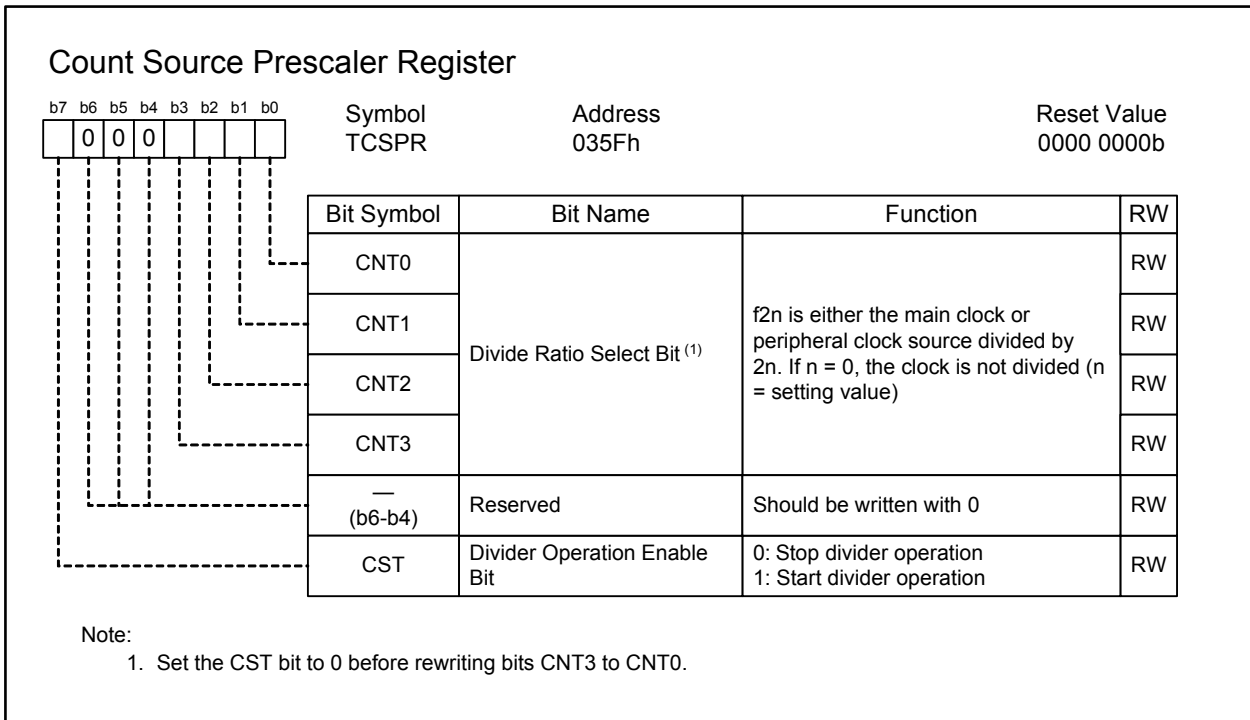 Count Source Prescaler Register
b7 b6 b5 b4 b3 b2 b1 b0
0 0 0
Symbol Address Reset Value
TCSPR 035Fh 0000 0000b
Bit Symbol Bit Name Function RW
CNT0 RW
CNT1 RW
CNT2 RW
CNT3 RW
Divide Ratio Select Bit (1)
f2n is either the main clock or
peripheral clock source divided by
2n. If n = 0, the clock is not divided (n
= setting value)
—
(b6-b4) Reserved Should be written with 0 RW
CST Divider Operation Enable
Bit
0: Stop divider operation
1: Start divider operation
RW
Note:
1. Set the CST bit to 0 before rewriting bits CNT3 to CNT0.